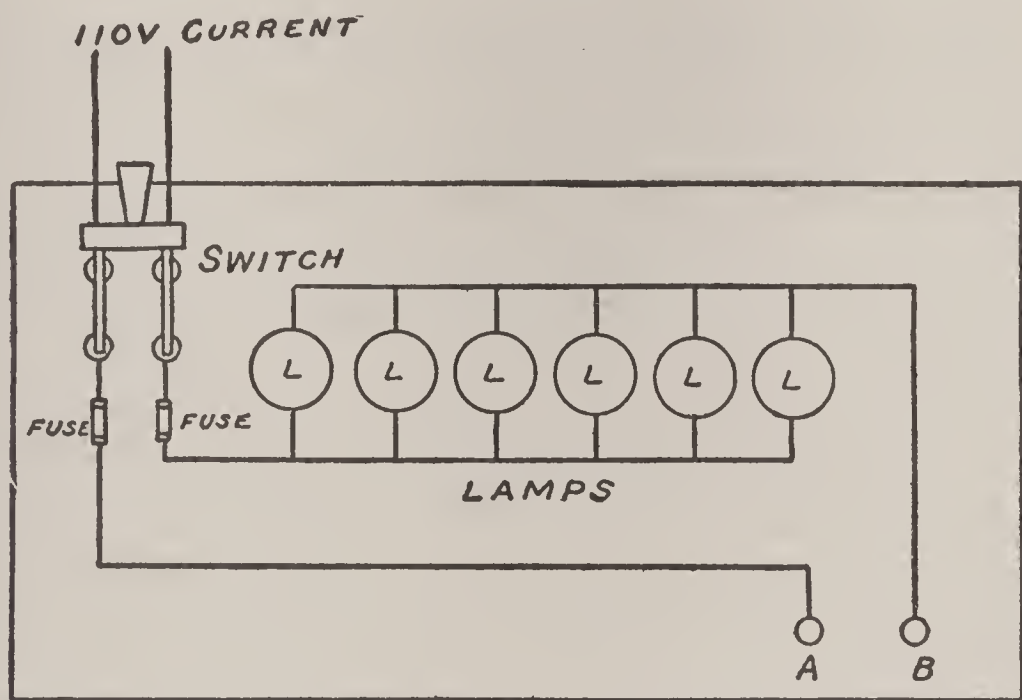 110V CURRENT
SWITCH
L L L L L L
FUSE FUSE
LAMPS
A B